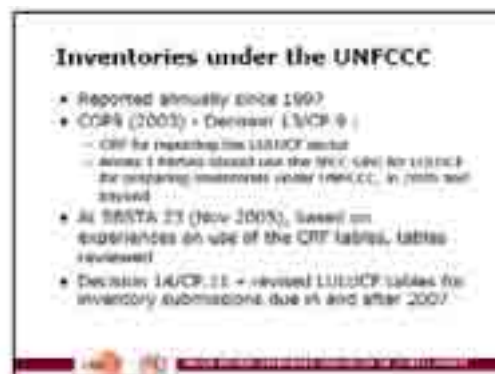 Inventories under the UNFCCC
• Reported annually since 1997
• COP9 (2003) - Decision 13/CP.9 :
– CRF for reporting the LULUCF sector
– Annex I Parties should use the IPCC GPG for LULUCF
for preparing inventories under UNFCCC, in 2005 and
beyond
• At SBSTA 23 (Nov 2005), based on
experiences on use of the CRF tables, tables
reviewed
• Decision 14/CP.11 – revised LULUCF tables for
inventory submissions due in and after 2007